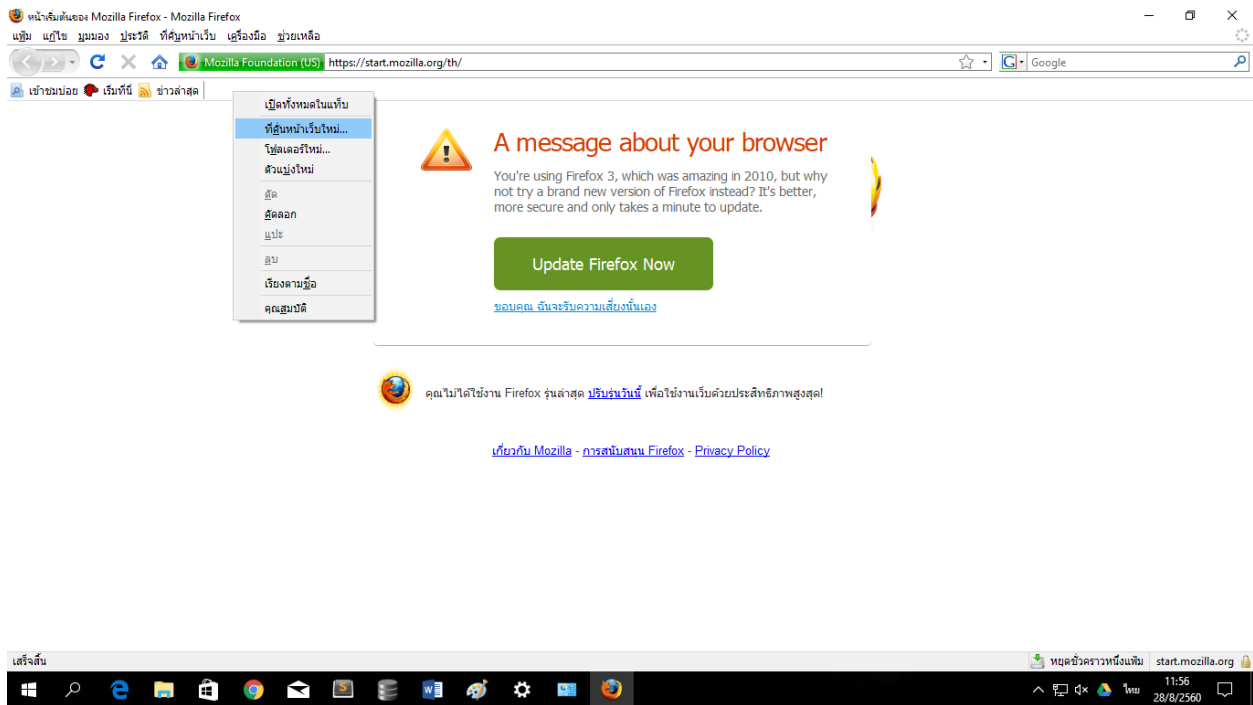 หน้าเริ่มต้นของ Mozilla Firefox - Mozilla Firefox
แฟ้ม แก้ไข มุมมอง ประวัติ ที่คั่นหน้าเว็บ เครื่องมือ ช่วยเหลือ
Mozilla Foundation (US) https://start.mozilla.org/th/ Google
เข้าชมบ่อย เริ่มที่นี่ ข่าวล่าสุด
เปิดทั้งหมดในแท็บ
ที่คั่นหน้าเว็บใหม่...
โฟลเดอร์ใหม่...
ตัวแบ่งใหม่
ตัด
คัดลอก
แปะ
ลบ
เรียงตามชื่อ
คุณสมบัติ
A message about your browser
You're using Firefox 3, which was amazing in 2010, but why
not try a brand new version of Firefox instead? It's better,
more secure and only takes a minute to update.
Update Firefox Now
ขอบคุณ ฉันจะรับความเสี่ยงนั้นเอง
คุณไม่ได้ใช้งาน Firefox รุ่นล่าสุด ปรับรุ่นวันนี้ เพื่อใช้งานเว็บด้วยประสิทธิภาพสูงสุด!
เกี่ยวกับ Mozilla - การสนับสนุน Firefox - Privacy Policy
เสร็จสิ้น
หยุดชั่วคราวหนึ่งแฟ้ม start.mozilla.org
ไทย
11:56
28/8/2560